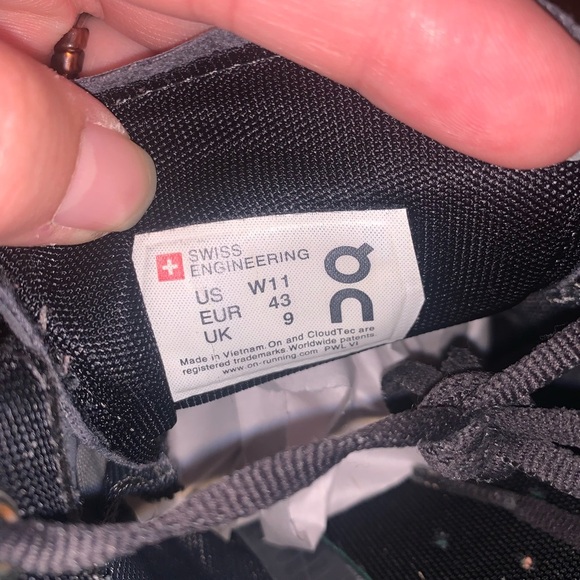 SWISS
ENGINEERING
US W11
EUR 43
UK 9
Made in Vietnam. On and CloudTec are
registered trademarks. Worldwide patents
www.on-running.com PWL VI